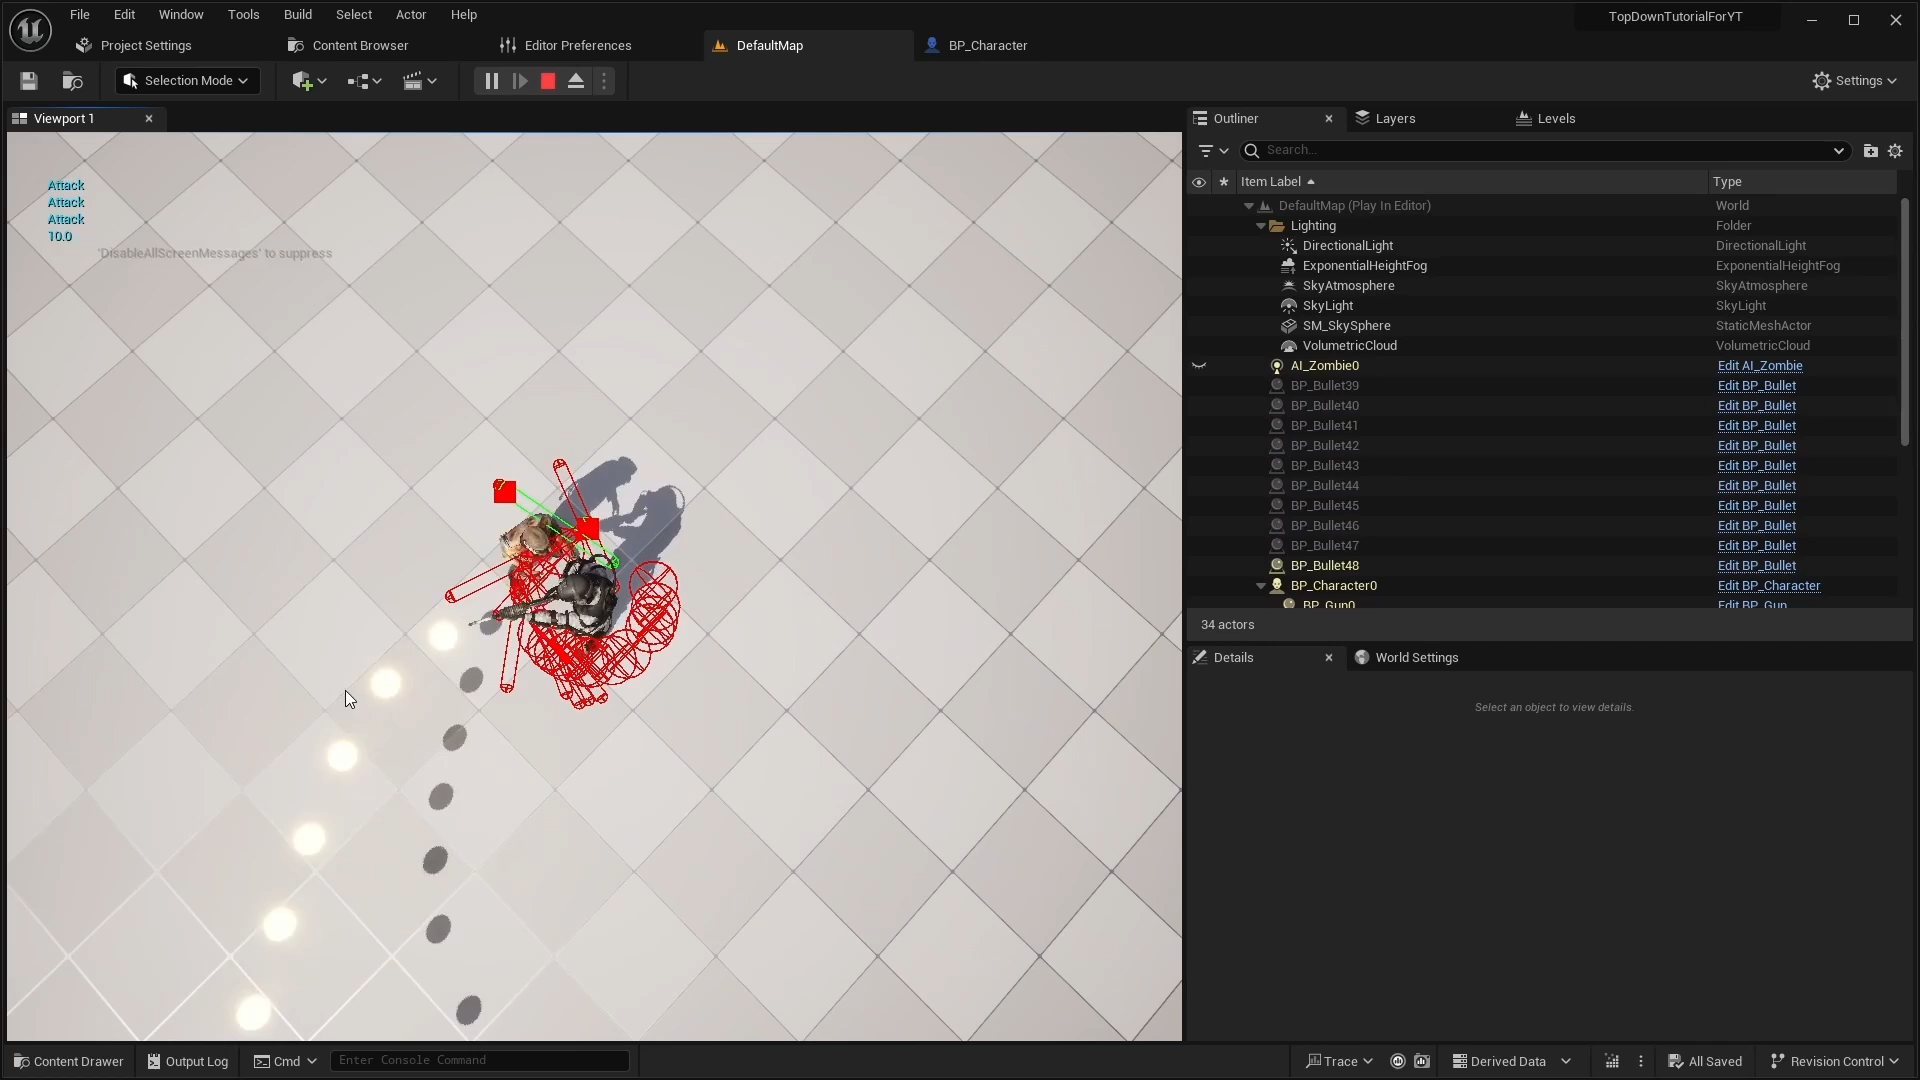 File Edit Window Tools Build Select Actor Help
TopDownTutorialForYT
Project Settings
Content Browser
Editor Preferences
DefaultMap
BP_Character
Selection Mode
Settings
Viewport 1
Attack
Attack
Attack
10.0
'DisableAllScreenMessages' to suppress
Outliner
Layers
Levels
Search...
Item Label Type
DefaultMap (Play In Editor) World
Lighting Folder
DirectionalLight DirectionalLight
ExponentialHeightFog ExponentialHeightFog
SkyAtmosphere SkyAtmosphere
SkyLight SkyLight
SM_SkySphere StaticMeshActor
VolumetricCloud VolumetricCloud
AI_Zombie0 Edit AI_Zombie
BP_Bullet39 Edit BP_Bullet
BP_Bullet40 Edit BP_Bullet
BP_Bullet41 Edit BP_Bullet
BP_Bullet42 Edit BP_Bullet
BP_Bullet43 Edit BP_Bullet
BP_Bullet44 Edit BP_Bullet
BP_Bullet45 Edit BP_Bullet
BP_Bullet46 Edit BP_Bullet
BP_Bullet47 Edit BP_Bullet
BP_Bullet48 Edit BP_Bullet
BP_Character0 Edit BP_Character
BP_Gun0 Edit BP_Gun
34 actors
Details
World Settings
Select an object to view details.
Content Drawer
Output Log
Cmd
Enter Console Command
Trace
Derived Data
All Saved
Revision Control